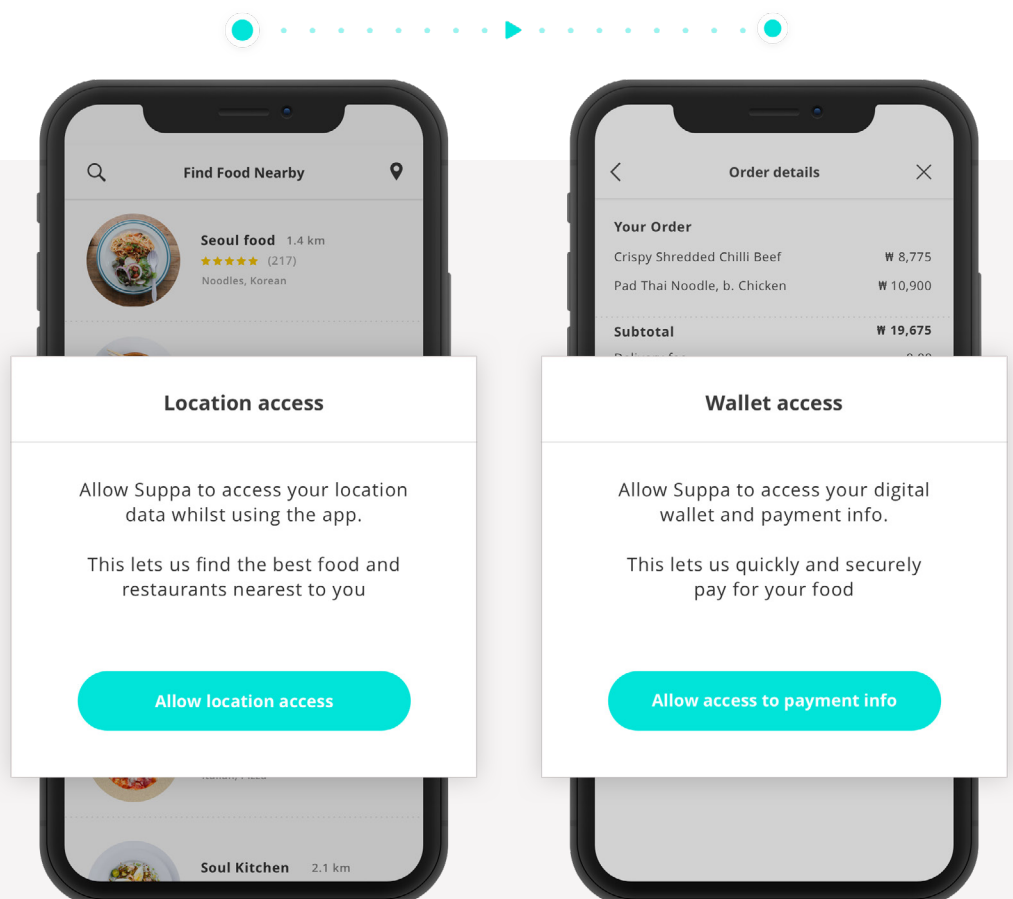 Find Food Nearby
Seoul food 1.4 km
(217)
Noodles, Korean
Location access
Allow Suppa to access your location
data whilst using the app.
This lets us find the best food and
restaurants nearest to you
Allow location access
Soul Kitchen 2.1 km
Order details
Your Order
Crispy Shredded Chilli Beef ₩ 8,775
Pad Thai Noodle, b. Chicken ₩ 10,900
Subtotal ₩ 19,675
Wallet access
Allow Suppa to access your digital
wallet and payment info.
This lets us quickly and securely
pay for your food
Allow access to payment info